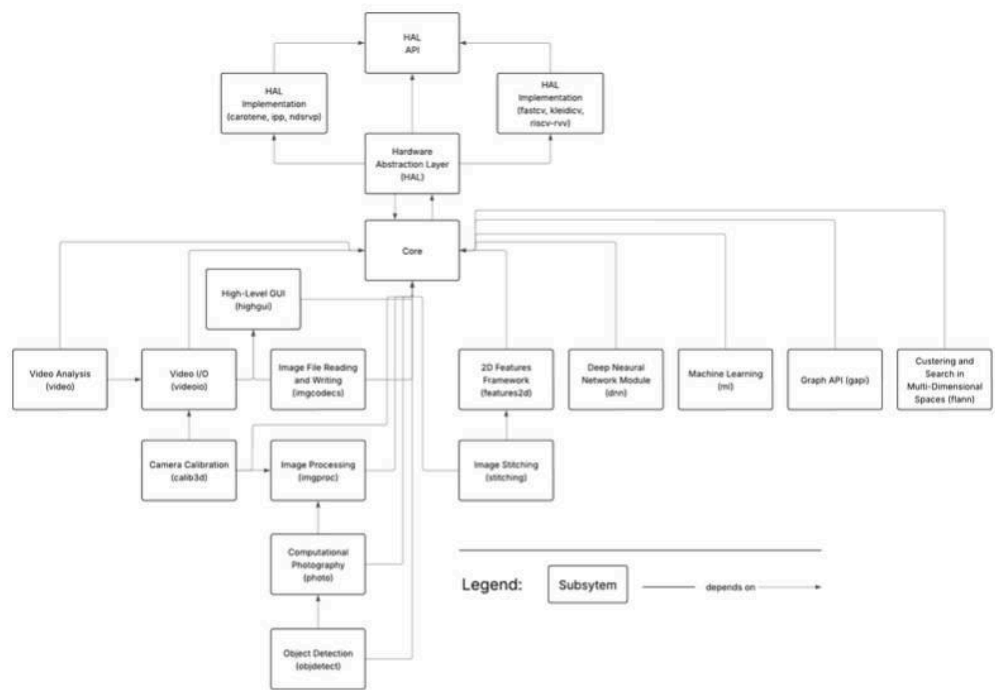 HAL
API
HAL
Implementation
(carotene, ipp, ndsrvp)
HAL
Implementation
(fastcv, kleidicv,
riscv-rvv)
Hardware
Abstraction Layer
(HAL)
Core
High-Level GUI
(highgui)
Video Analysis
(video)
Video I/O
(videoio)
Image File Reading
and Writing
(imgcodecs)
2D Features
Framework
(features2d)
Deep Neaural
Network Module
(dnn)
Machine Learning
(ml)
Graph API (gapi)
Custering and
Search in
Multi-Dimensional
Spaces (flann)
Camera Calibration
(calib3d)
Image Processing
(imgproc)
Image Stitching
(stitching)
Computational
Photography
(photo)
Object Detection
(objdetect)
Legend:
Subsytem
depends on